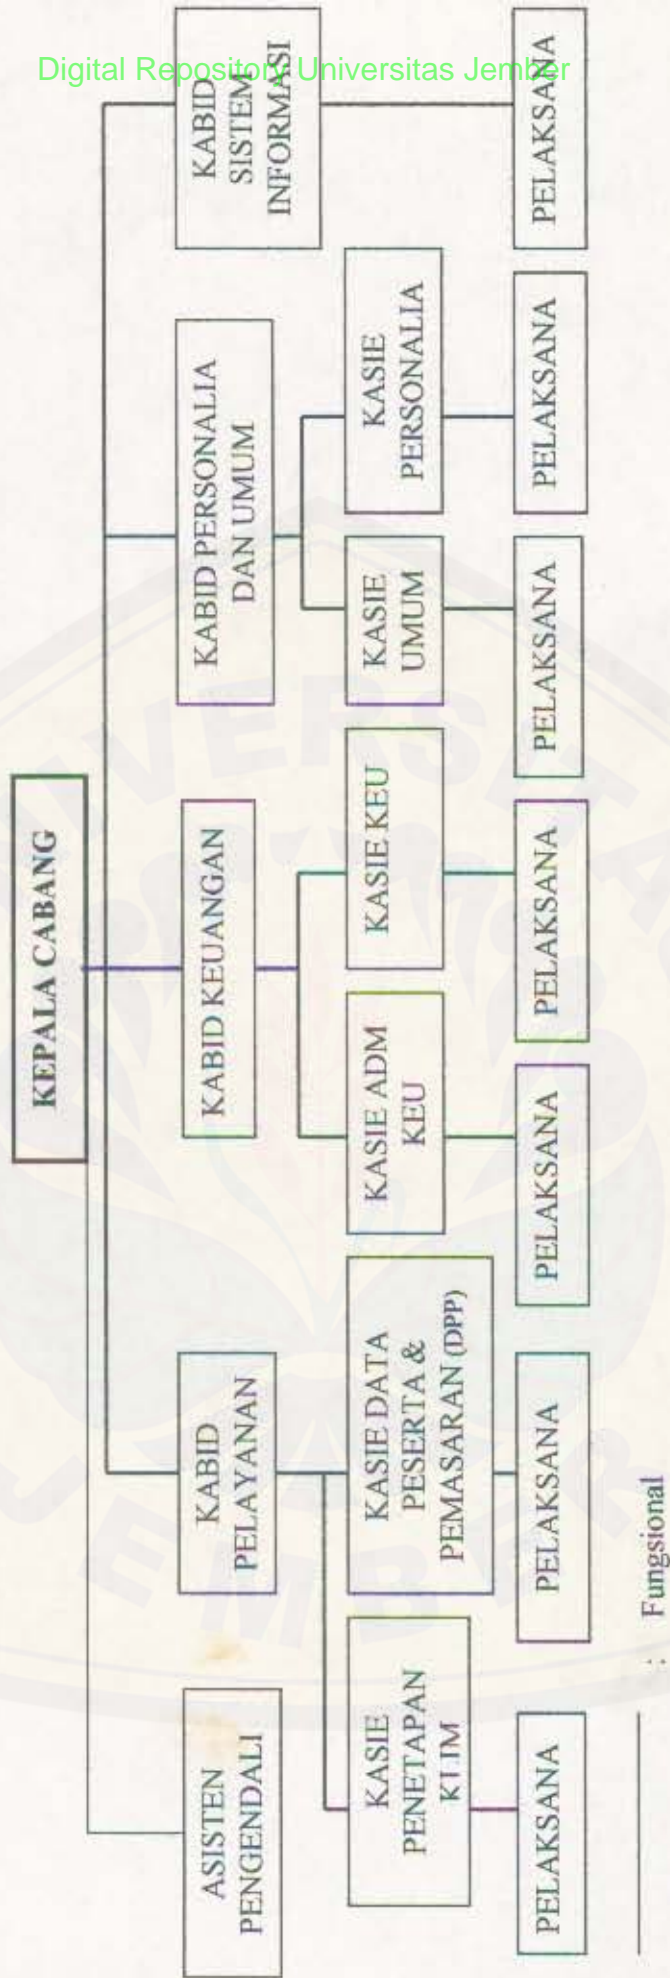 Digital Repository Universitas Jember
KEPALA CABANG
ASISTEN
PENGENDALI
KABID
PELAYANAN
KABID KEUANGAN
KABID PERSONALIA
DAN UMUM
KABID
SISTEM
INFORMASI
KASIE
PENETAPAN
KLIM
KASIE DATA
PESERTA &
PEMASARAN (DPP)
KASIE ADM
KEU
KASIE KEU
KASIE
UMUM
KASIE
PERSONALIA
PELAKSANA
PELAKSANA
PELAKSANA
PELAKSANA
PELAKSANA
PELAKSANA
PELAKSANA
: Fungsional
UNIVERSITAS
JEMBER